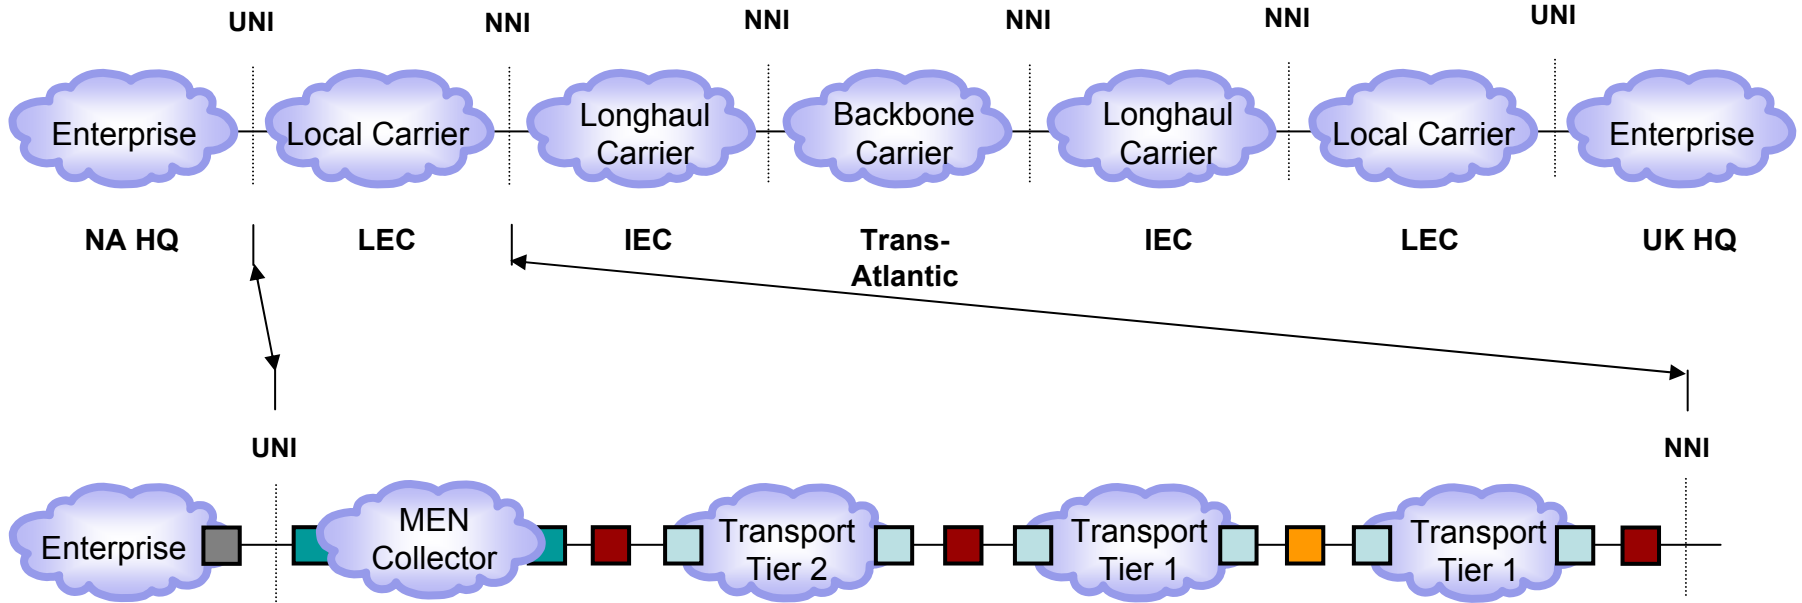 UNI NNI NNI NNI NNI UNI
Enterprise
Local Carrier
Longhaul
Carrier
Backbone
Carrier
Longhaul
Carrier
Local Carrier
Enterprise
NA HQ
LEC
IEC
Trans-
Atlantic
IEC
LEC
UK HQ
UNI
NNI
Enterprise
MEN
Collector
Transport
Tier 2
Transport
Tier 1
Transport
Tier 1